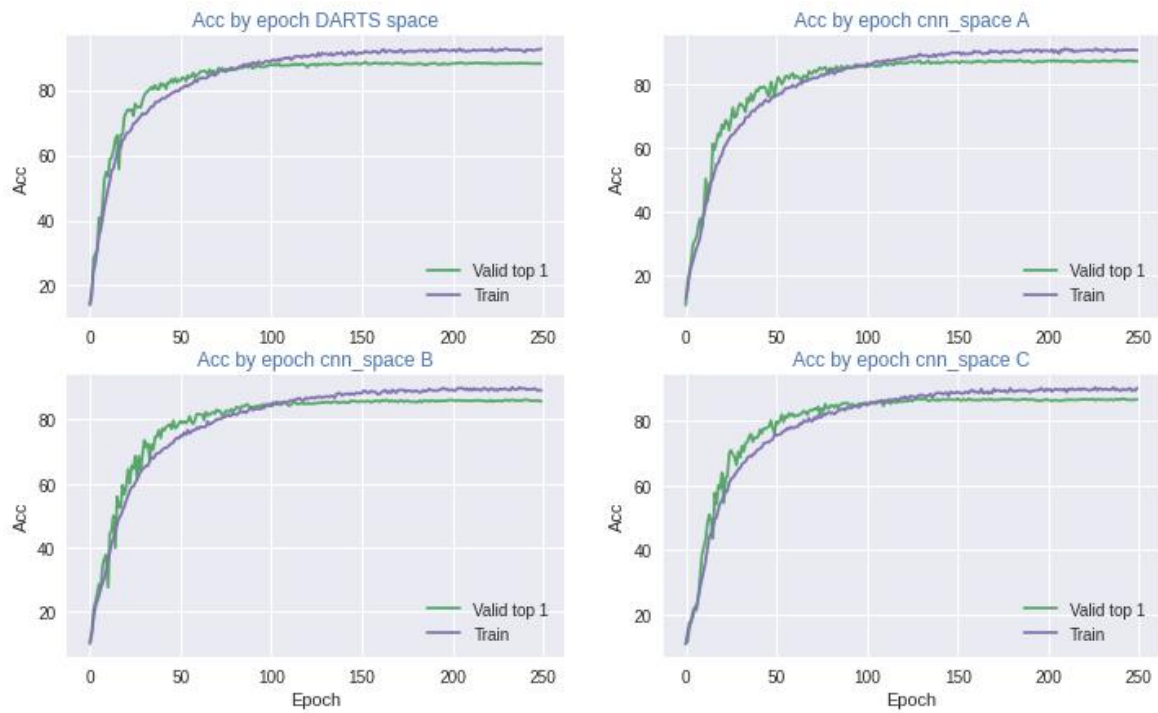 Acc by epoch DARTS space
Acc
80
60
40
20
Valid top 1
Train
0 50 100 150 200 250
Acc by epoch cnn_space A
Acc
80
60
40
20
Valid top 1
Train
0 50 100 150 200 250
Acc by epoch cnn_space B
Acc
80
60
40
20
Valid top 1
Train
0 50 100 150 200 250
Epoch
Acc by epoch cnn_space C
Acc
80
60
40
20
Valid top 1
Train
0 50 100 150 200 250
Epoch